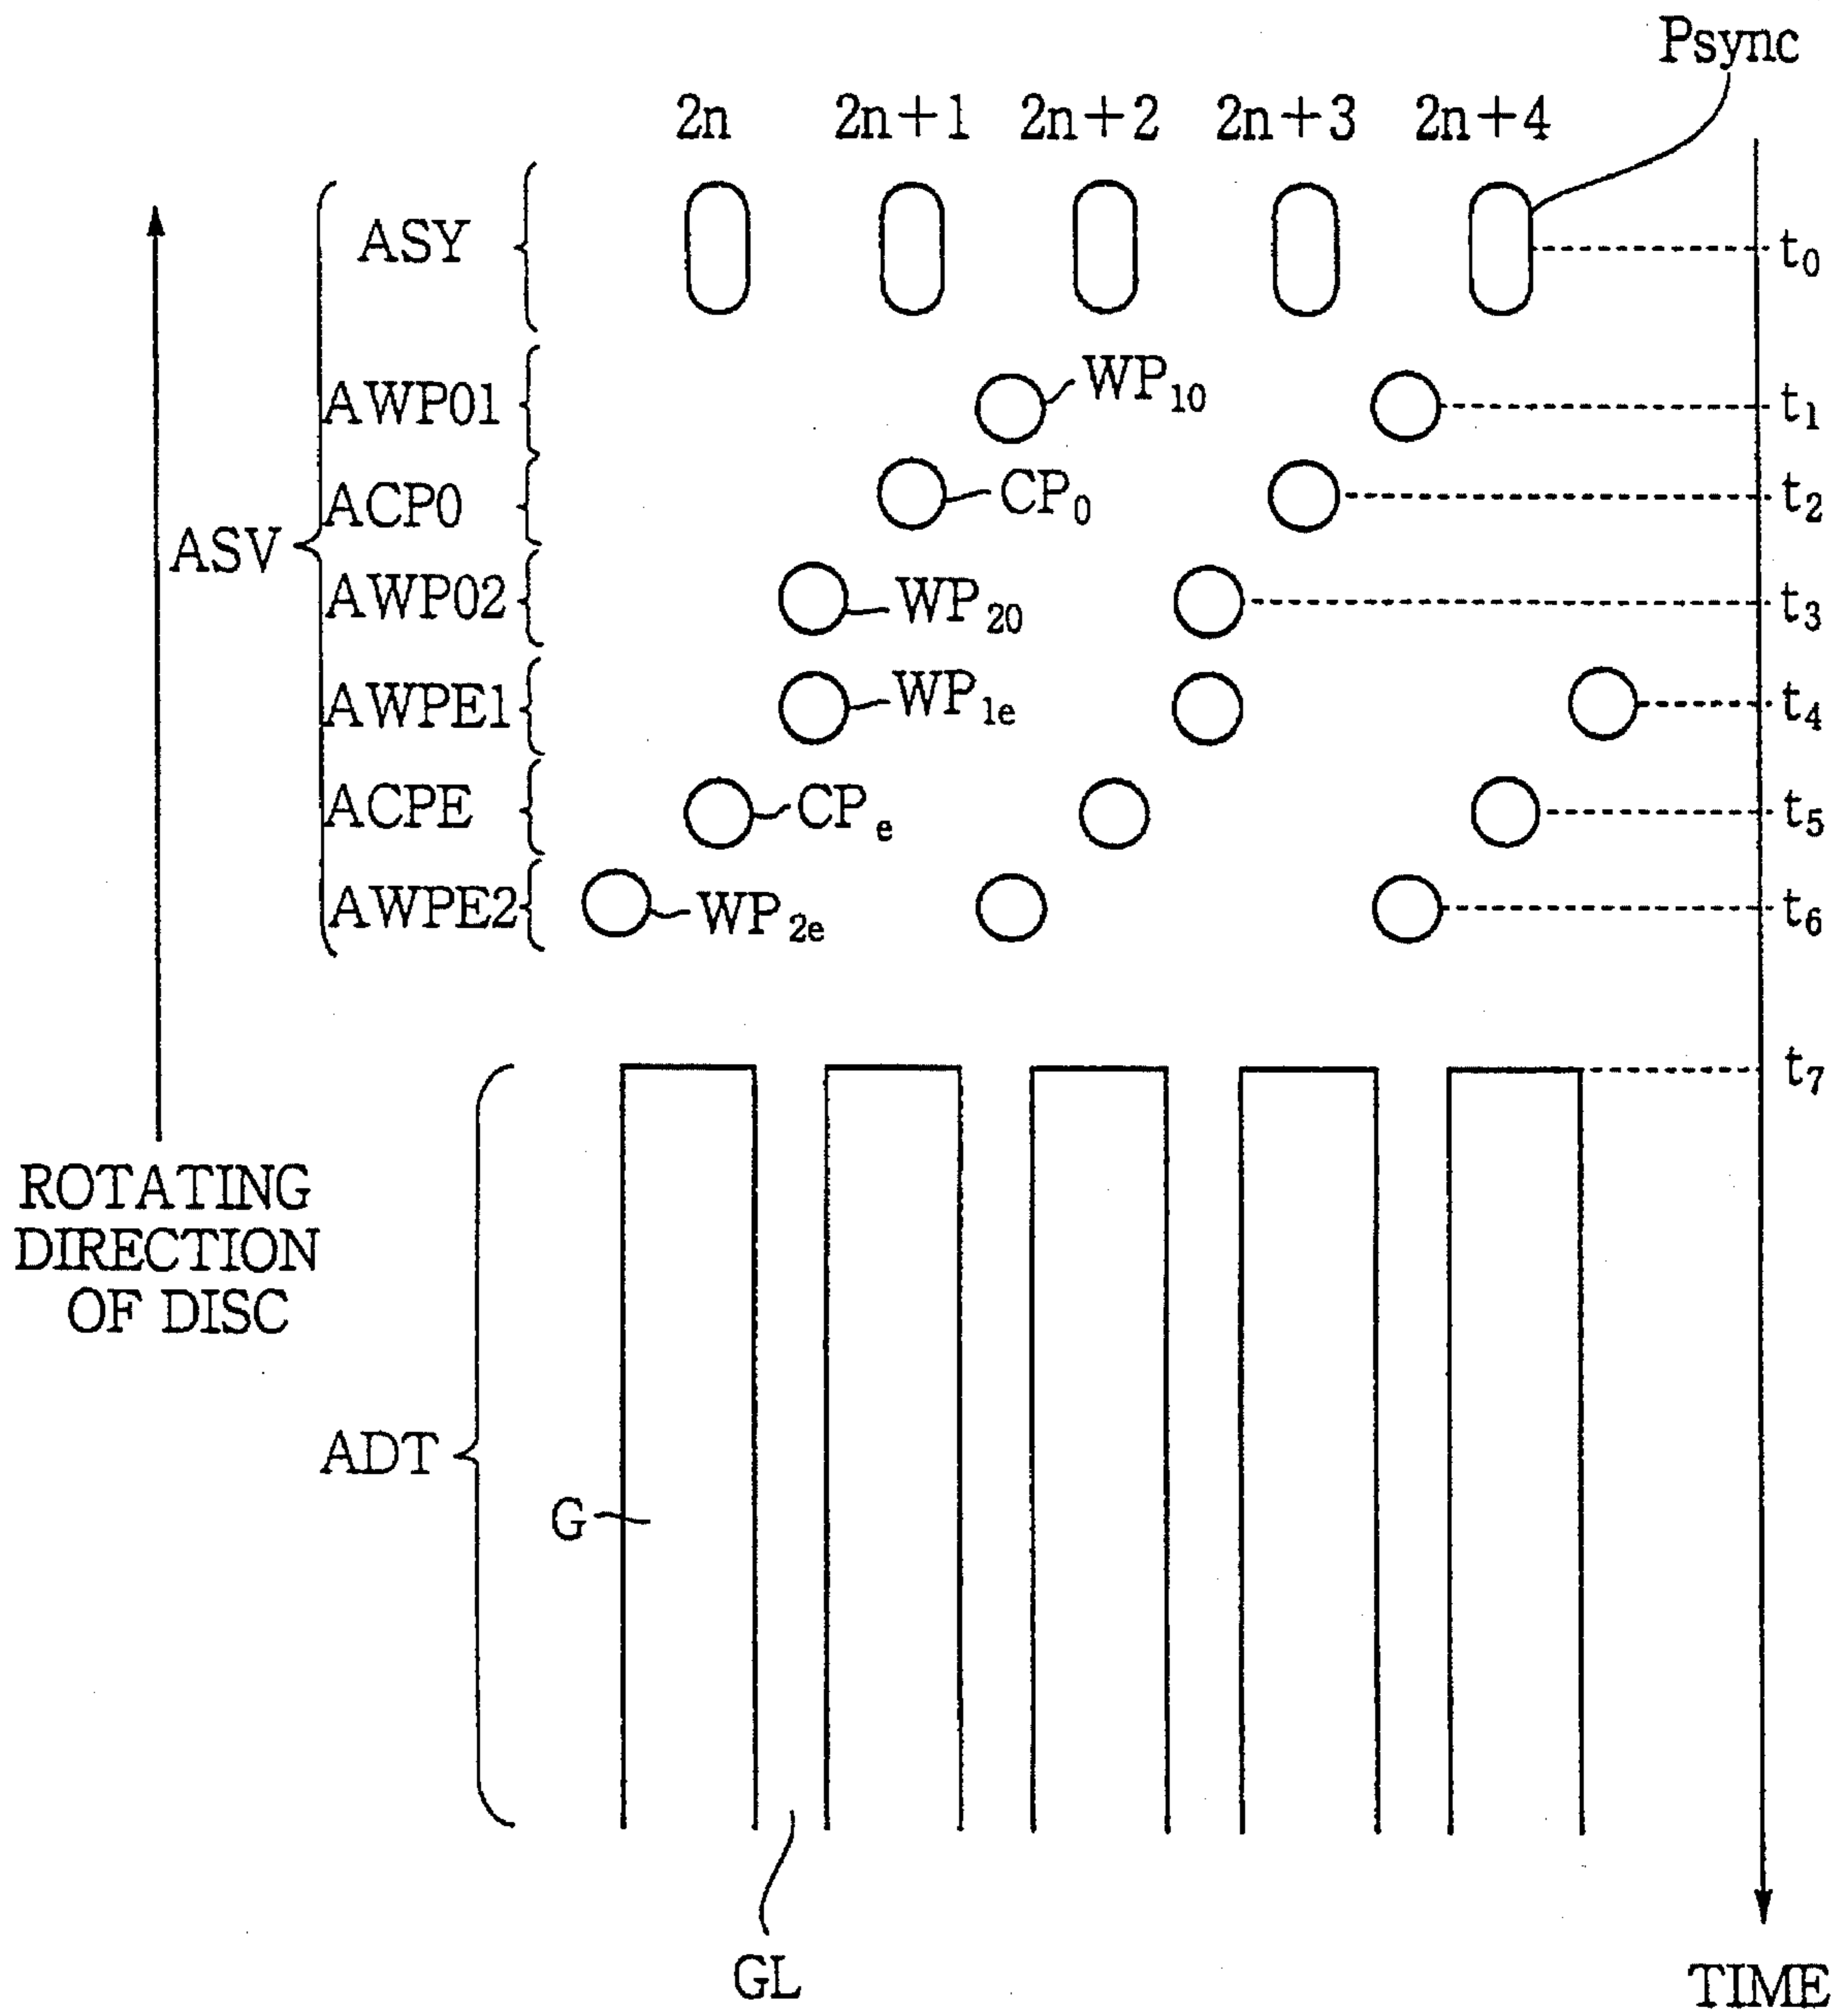 Psync
2n 2n+1 2n+2 2n+3 2n+4
ASY t0
AWP01 WP10 t1
ACP0 CP0 t2
ASV
AWP02 WP20 t3
AWPE1 WP1e t4
ACPE CPe t5
AWPE2 WP2e t6
t7
ROTATING
DIRECTION
OF DISC
ADT
G
GL
TIME